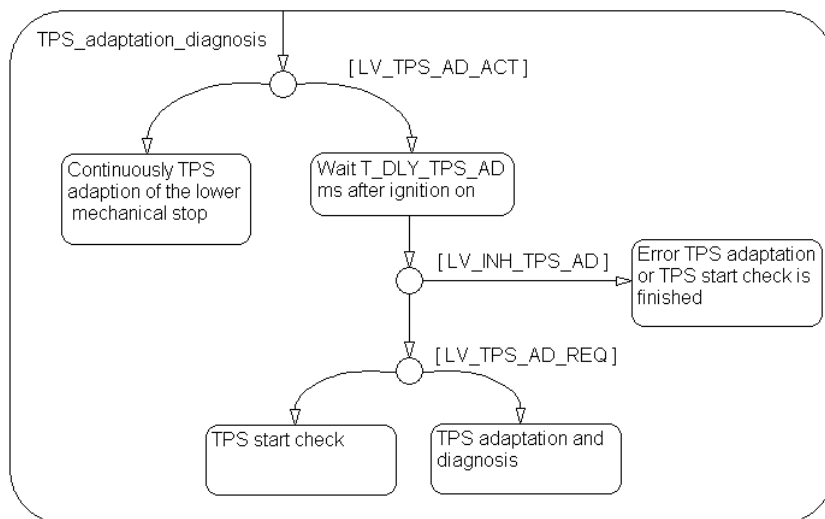 TPS_adaptation_diagnosis
[ LV_TPS_AD_ACT ]
Continuously TPS
adaption of the lower
mechanical stop
Wait T_DLY_TPS_AD
ms after ignition on
[ LV_INH_TPS_AD ]
Error TPS adaptation
or TPS start check is
finished
[ LV_TPS_AD_REQ ]
TPS start check
TPS adaptation and
diagnosis